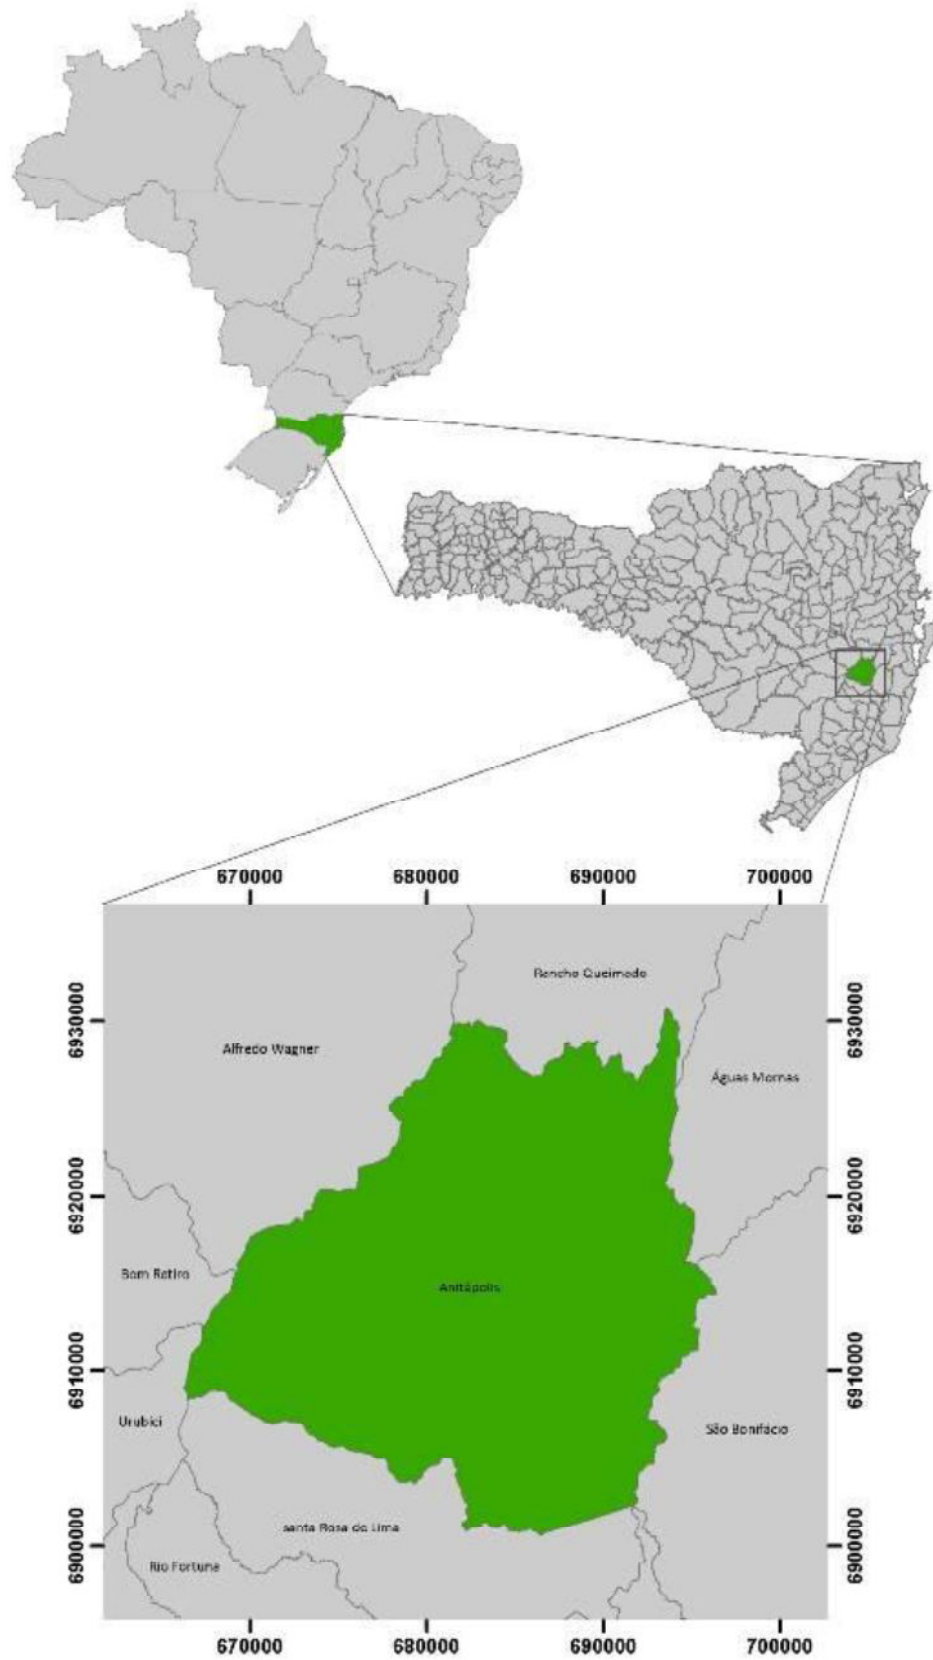 670000 680000 690000 700000
Rancho Queimado
6930000 6930000
Alfredo Wagner
Águas Mornas
6920000 6920000
Bom Retiro
Anitápolis
6910000 6910000
Urubici
São Bonifácio
santa Rosa de Lima
6900000 6900000
Rio Fortuna
670000 680000 690000 700000